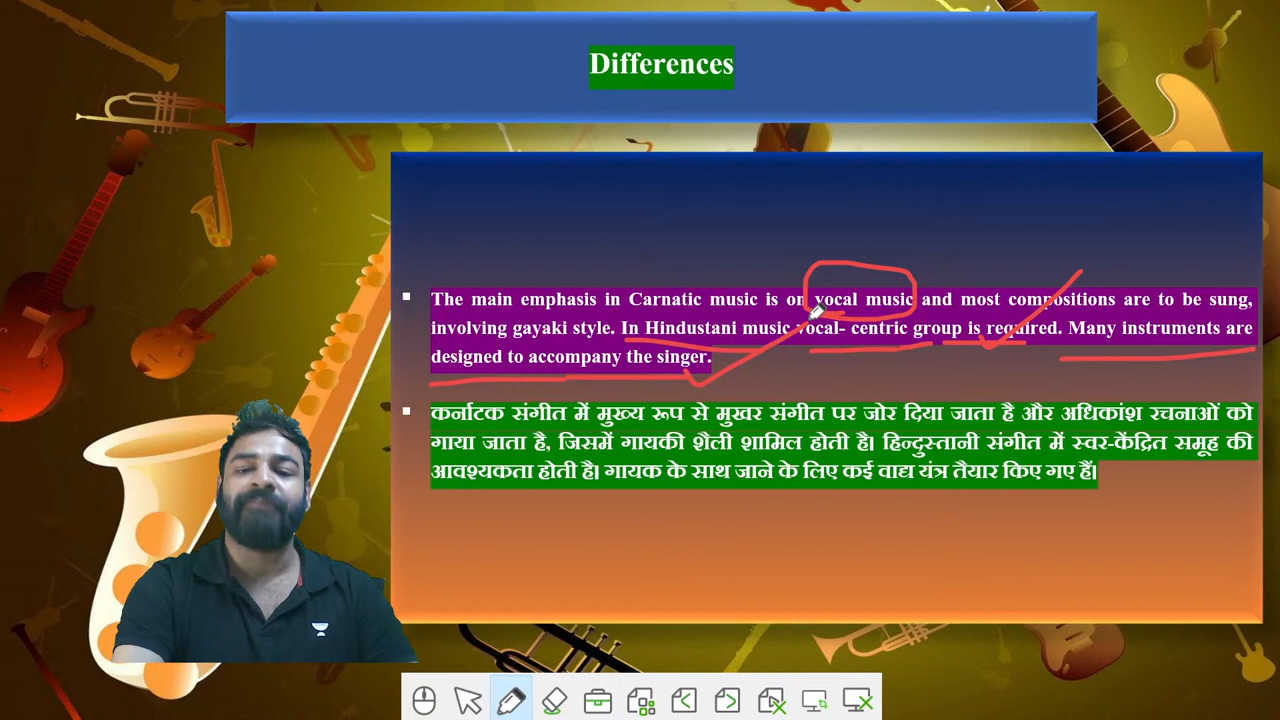 Differences
The main emphasis in Carnatic music is on vocal music and most compositions are to be sung,
involving gayaki style. In Hindustani music vocal- centric group is required. Many instruments are
designed to accompany the singer.
कर्नाटक संगीत में मुख्य रूप से मुखर संगीत पर जोर दिया जाता है और अधिकांश रचनाओं को
गाया जाता है, जिसमें गायकी शैली शामिल होती है। हिन्दुस्तानी संगीत में स्वर-केंद्रित समूह की
आवश्यकता होती है। गायक के साथ जाने के लिए कई वाद्य यंत्र तैयार किए गए हैं।